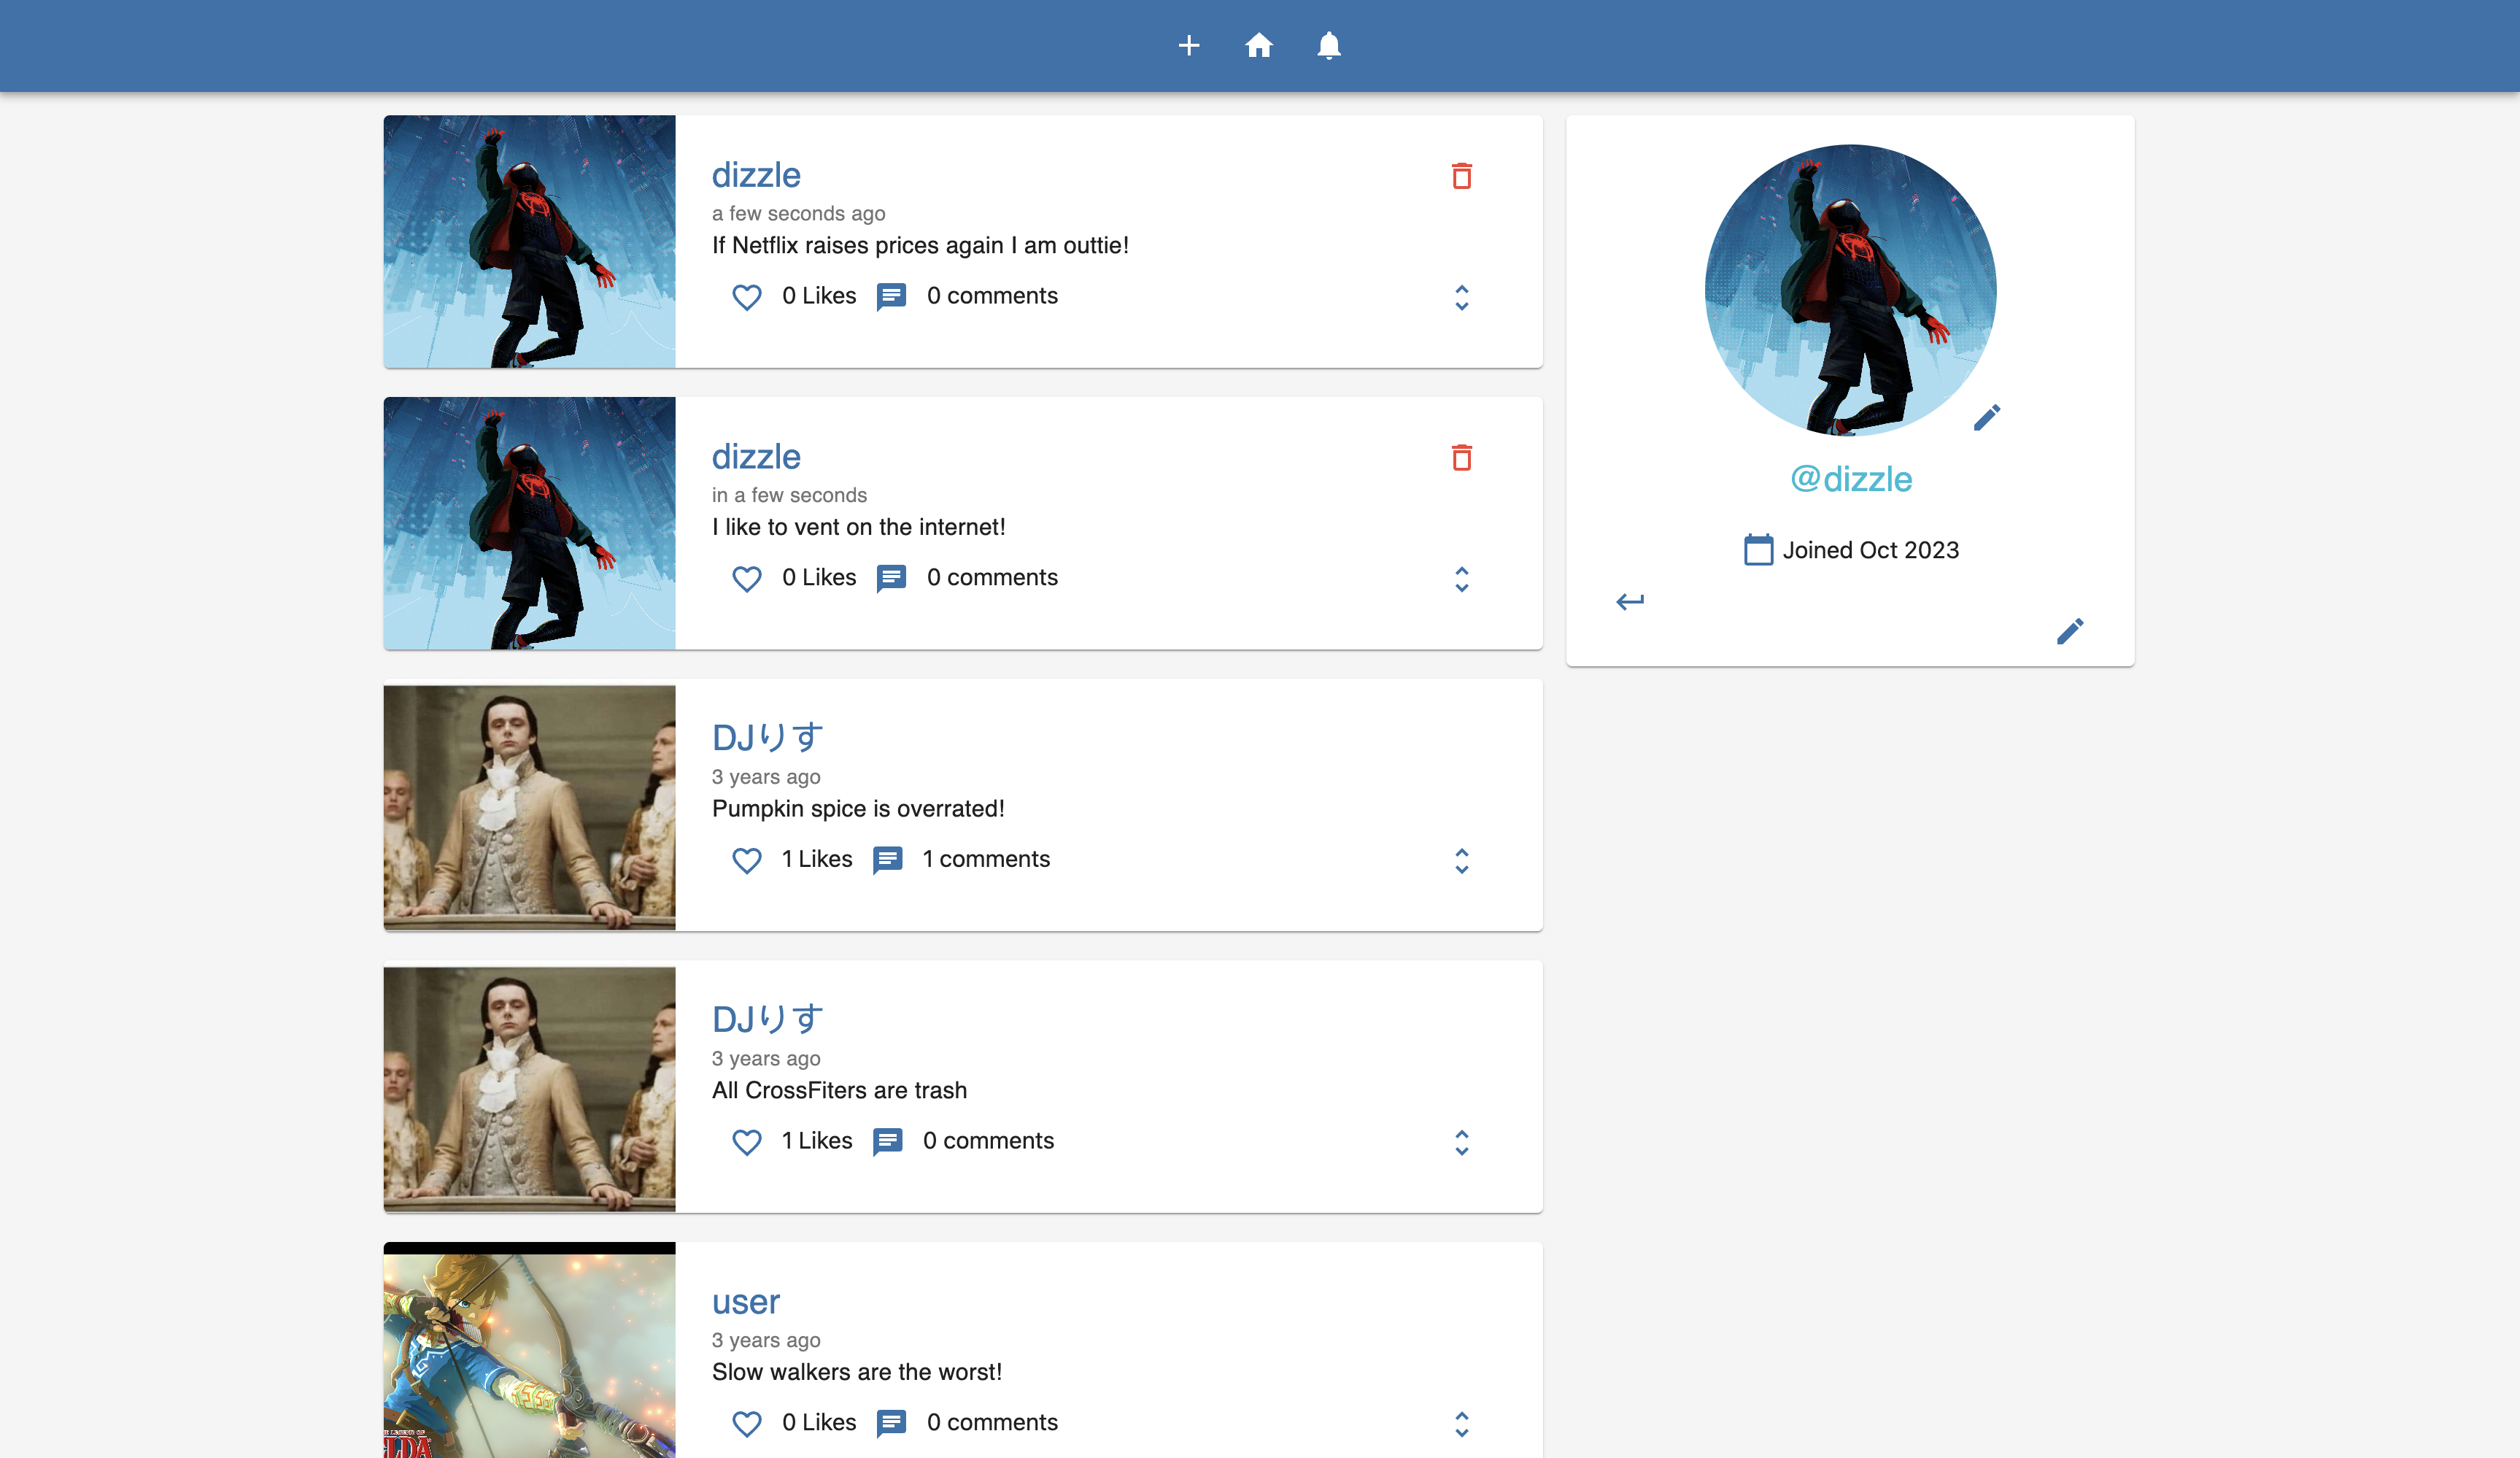 dizzle
a few seconds ago
If Netflix raises prices again I am outtie!
0 Likes 0 comments
dizzle
in a few seconds
I like to vent on the internet!
0 Likes 0 comments
DJりす
3 years ago
Pumpkin spice is overrated!
1 Likes 1 comments
DJりす
3 years ago
All CrossFiters are trash
1 Likes 0 comments
user
3 years ago
Slow walkers are the worst!
0 Likes 0 comments
@dizzle
Joined Oct 2023